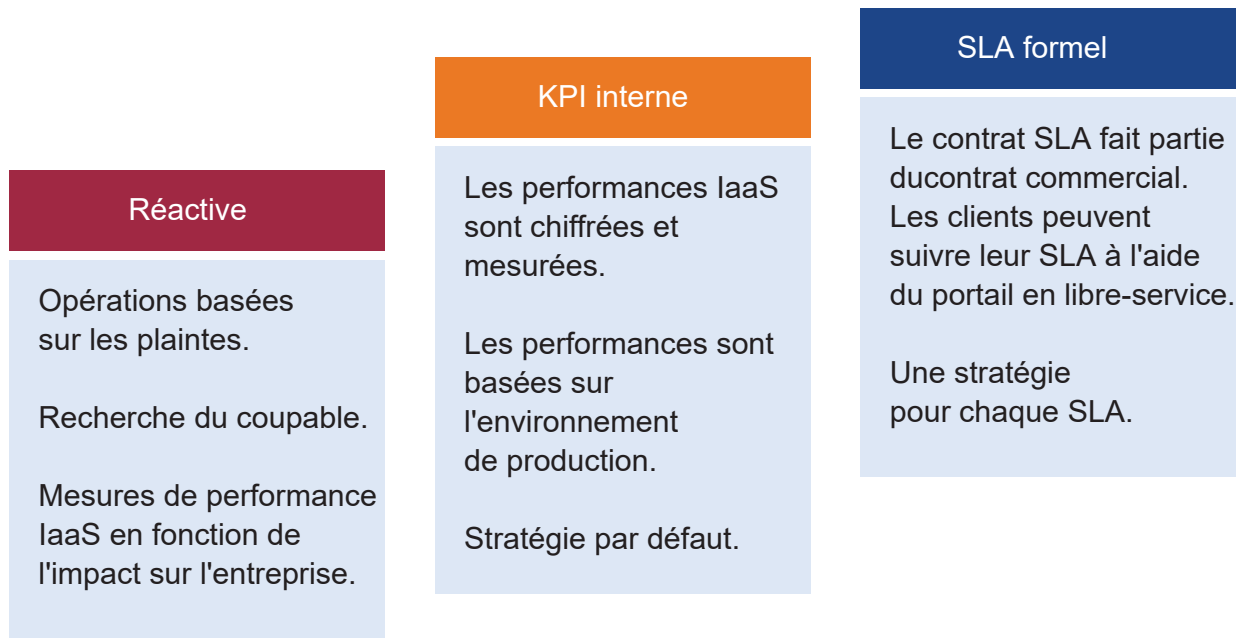 Réactive
Opérations basées
sur les plaintes.
Recherche du coupable.
Mesures de performance
IaaS en fonction de
l'impact sur l'entreprise.
KPI interne
Les performances IaaS
sont chiffrées et
mesurées.
Les performances sont
basées sur
l'environnement
de production.
Stratégie par défaut.
SLA formel
Le contrat SLA fait partie
ducontrat commercial.
Les clients peuvent
suivre leur SLA à l'aide
du portail en libre-service.
Une stratégie
pour chaque SLA.